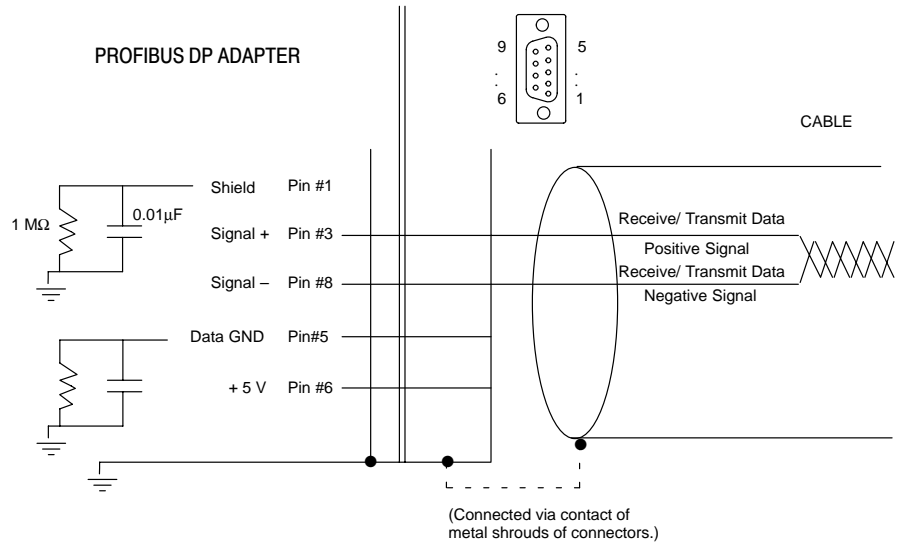 PROFIBUS DP ADAPTER
9
5
.
.
.
.
6
1
CABLE
Shield Pin #1
1 MΩ
0.01µF
Signal + Pin #3
Receive/ Transmit Data
Positive Signal
Receive/ Transmit Data
Signal – Pin #8
Negative Signal
Data GND Pin#5
+ 5 V Pin #6
(Connected via contact of
metal shrouds of connectors.)